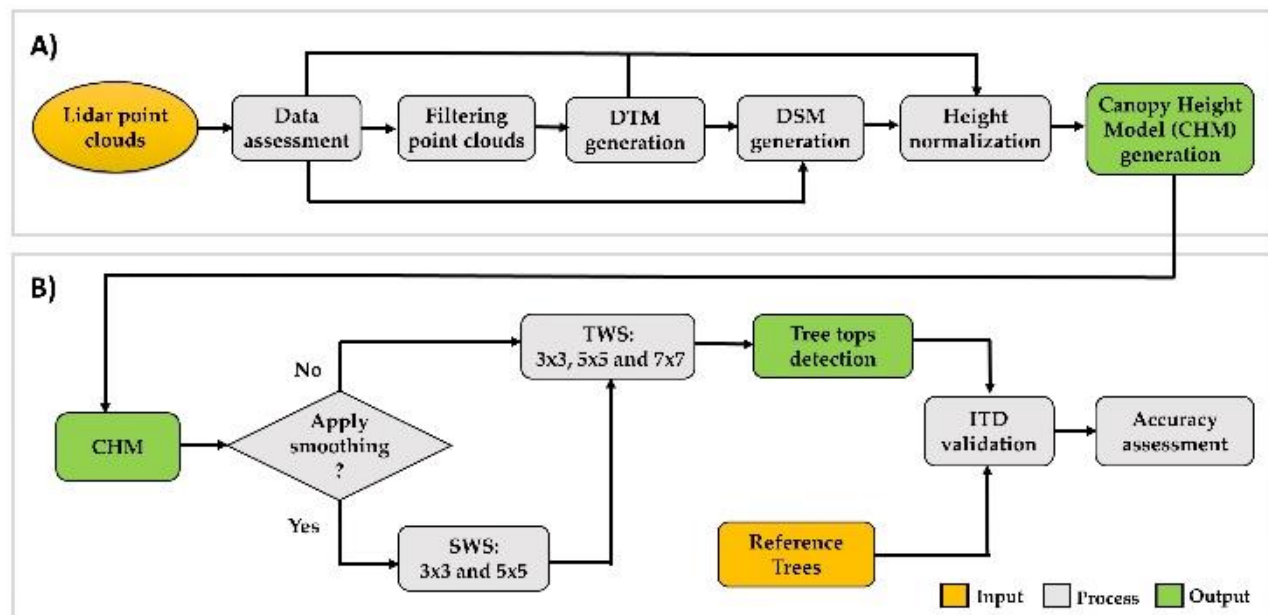 A)
Lidar point
clouds
Data
assessment
Filtering
point clouds
DTM
generation
DSM
generation
Height
normalization
Canopy Height
Model (CHM)
generation
B)
CHM
Apply
smoothing
?
No
Yes
TWS:
3x3, 5x5 and 7x7
SWS:
3x3 and 5x5
Tree tops
detection
Reference
Trees
ITD
validation
Accuracy
assessment
Input
Process
Output